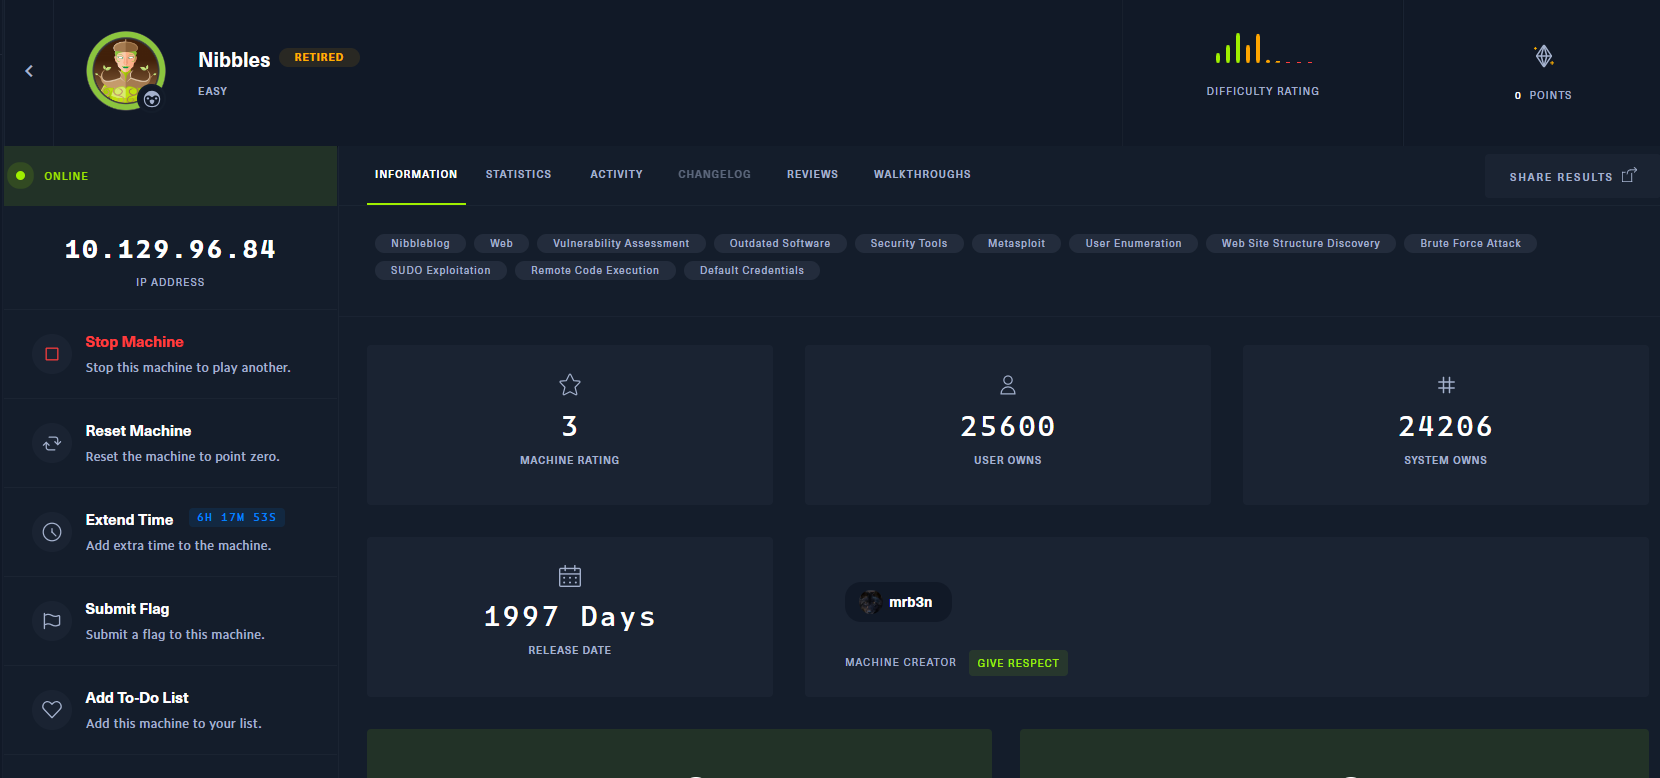 Nibbles RETIRED
EASY
DIFFICULTY RATING
0 POINTS
ONLINE
10.129.96.84
IP ADDRESS
Stop Machine
Stop this machine to play another.
Reset Machine
Reset the machine to point zero.
Extend Time 6H 17M 53S
Add extra time to the machine.
Submit Flag
Submit a flag to this machine.
Add To-Do List
Add this machine to your list.
INFORMATION STATISTICS ACTIVITY CHANGELOG REVIEWS WALKTHROUGHS
SHARE RESULTS
Nibbleblog Web Vulnerability Assessment Outdated Software Security Tools Metasploit User Enumeration Web Site Structure Discovery Brute Force Attack
SUDO Exploitation Remote Code Execution Default Credentials
3
MACHINE RATING
25600
USER OWNS
24206
SYSTEM OWNS
1997 Days
RELEASE DATE
mrb3n
MACHINE CREATOR GIVE RESPECT